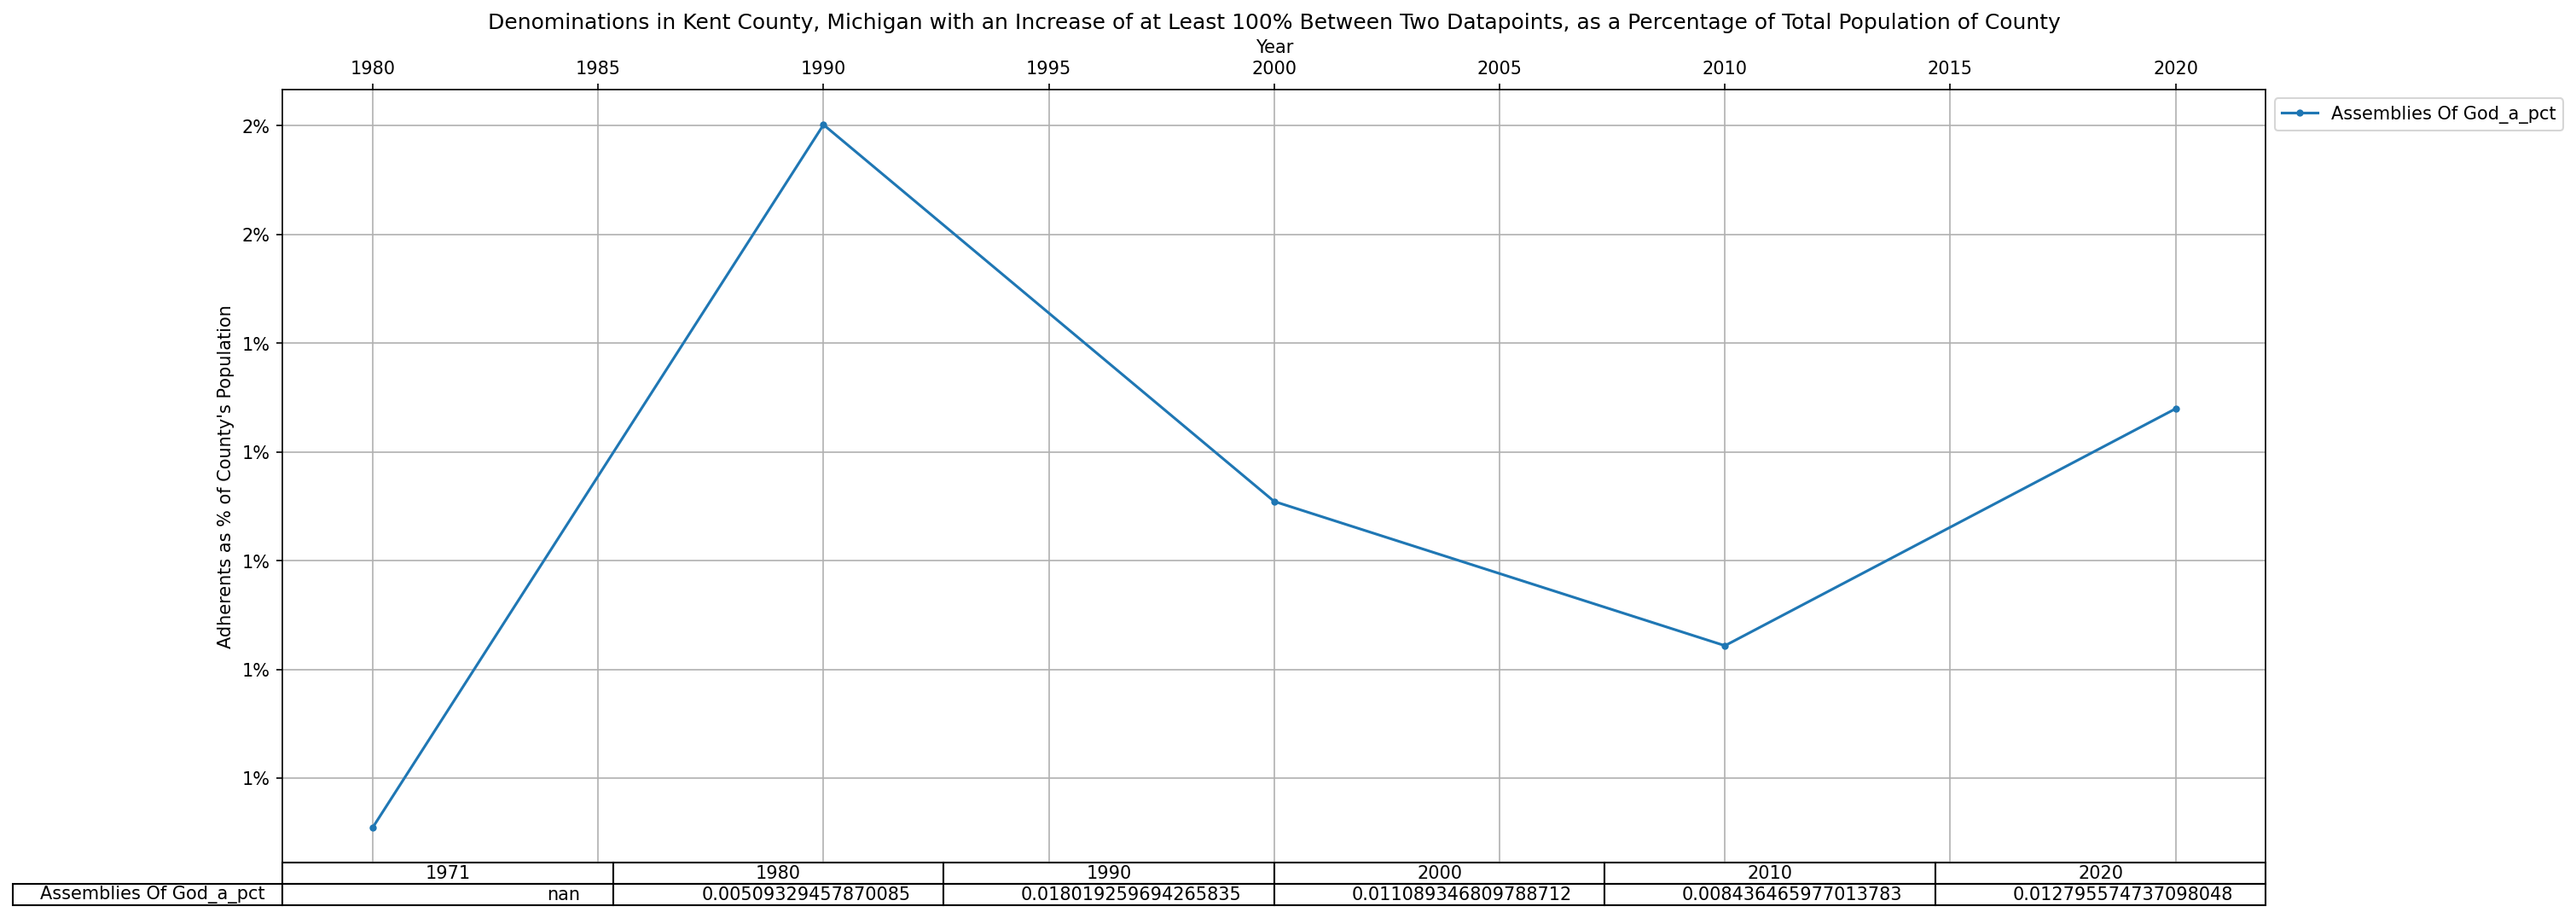 Denominations in Kent County, Michigan with an Increase of at Least 100% Between Two Datapoints, as a Percentage of Total Population of County
Year
1980 1985 1990 1995 2000 2005 2010 2015 2020
Assemblies Of God_a_pct
Adherents as % of County's Population
2%
2%
1%
1%
1%
1%
1%
1971 1980 1990 2000 2010 2020
Assemblies Of God_a_pct nan 0.00509329457870085 0.018019259694265835 0.011089346809788712 0.008436465977013783 0.012795574737098048